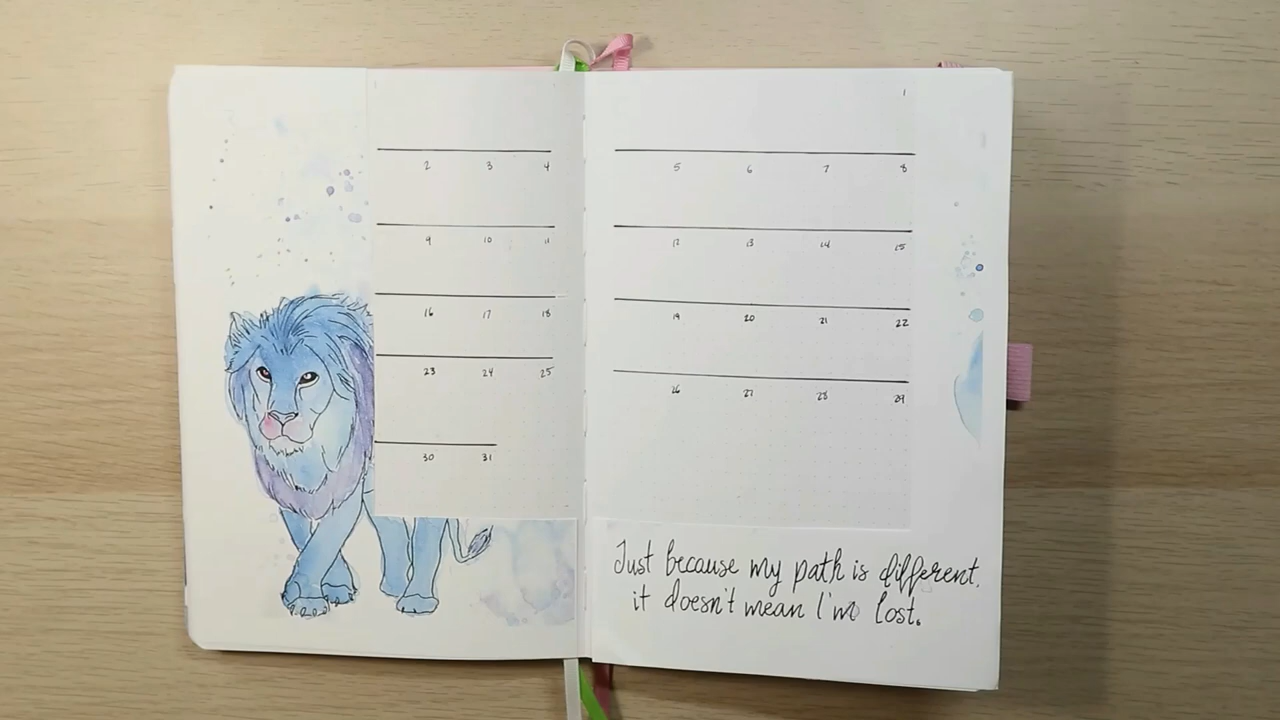 1
2 3 4 5 6 7 8
9 10 11 12 13 14 15
16 17 18 19 20 21 22
23 24 25 26 27 28 29
30 31
Just because my path is different,
it doesn't mean I'm lost.